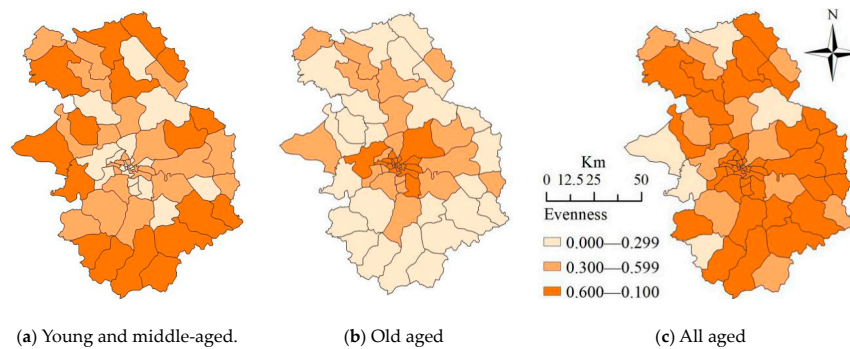 N
Km
0 12.5 25 50
Evenness
0.000—0.299
0.300—0.599
0.600—0.100
(a) Young and middle-aged.
(b) Old aged
(c) All aged